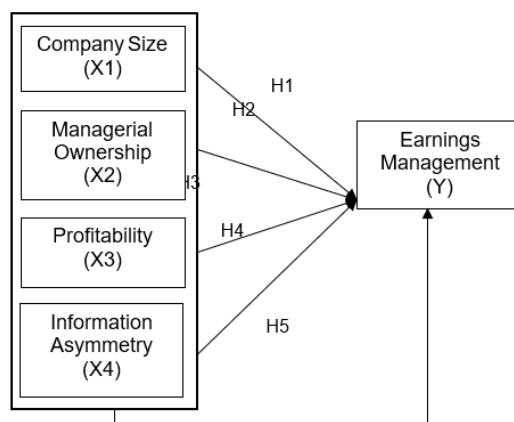 Company Size
(X1)
H1
H2
Managerial
Ownership
(X2)
Earnings
Management
(Y)
H3
Profitability
(X3)
H4
Information
Asymmetry
(X4)
H5